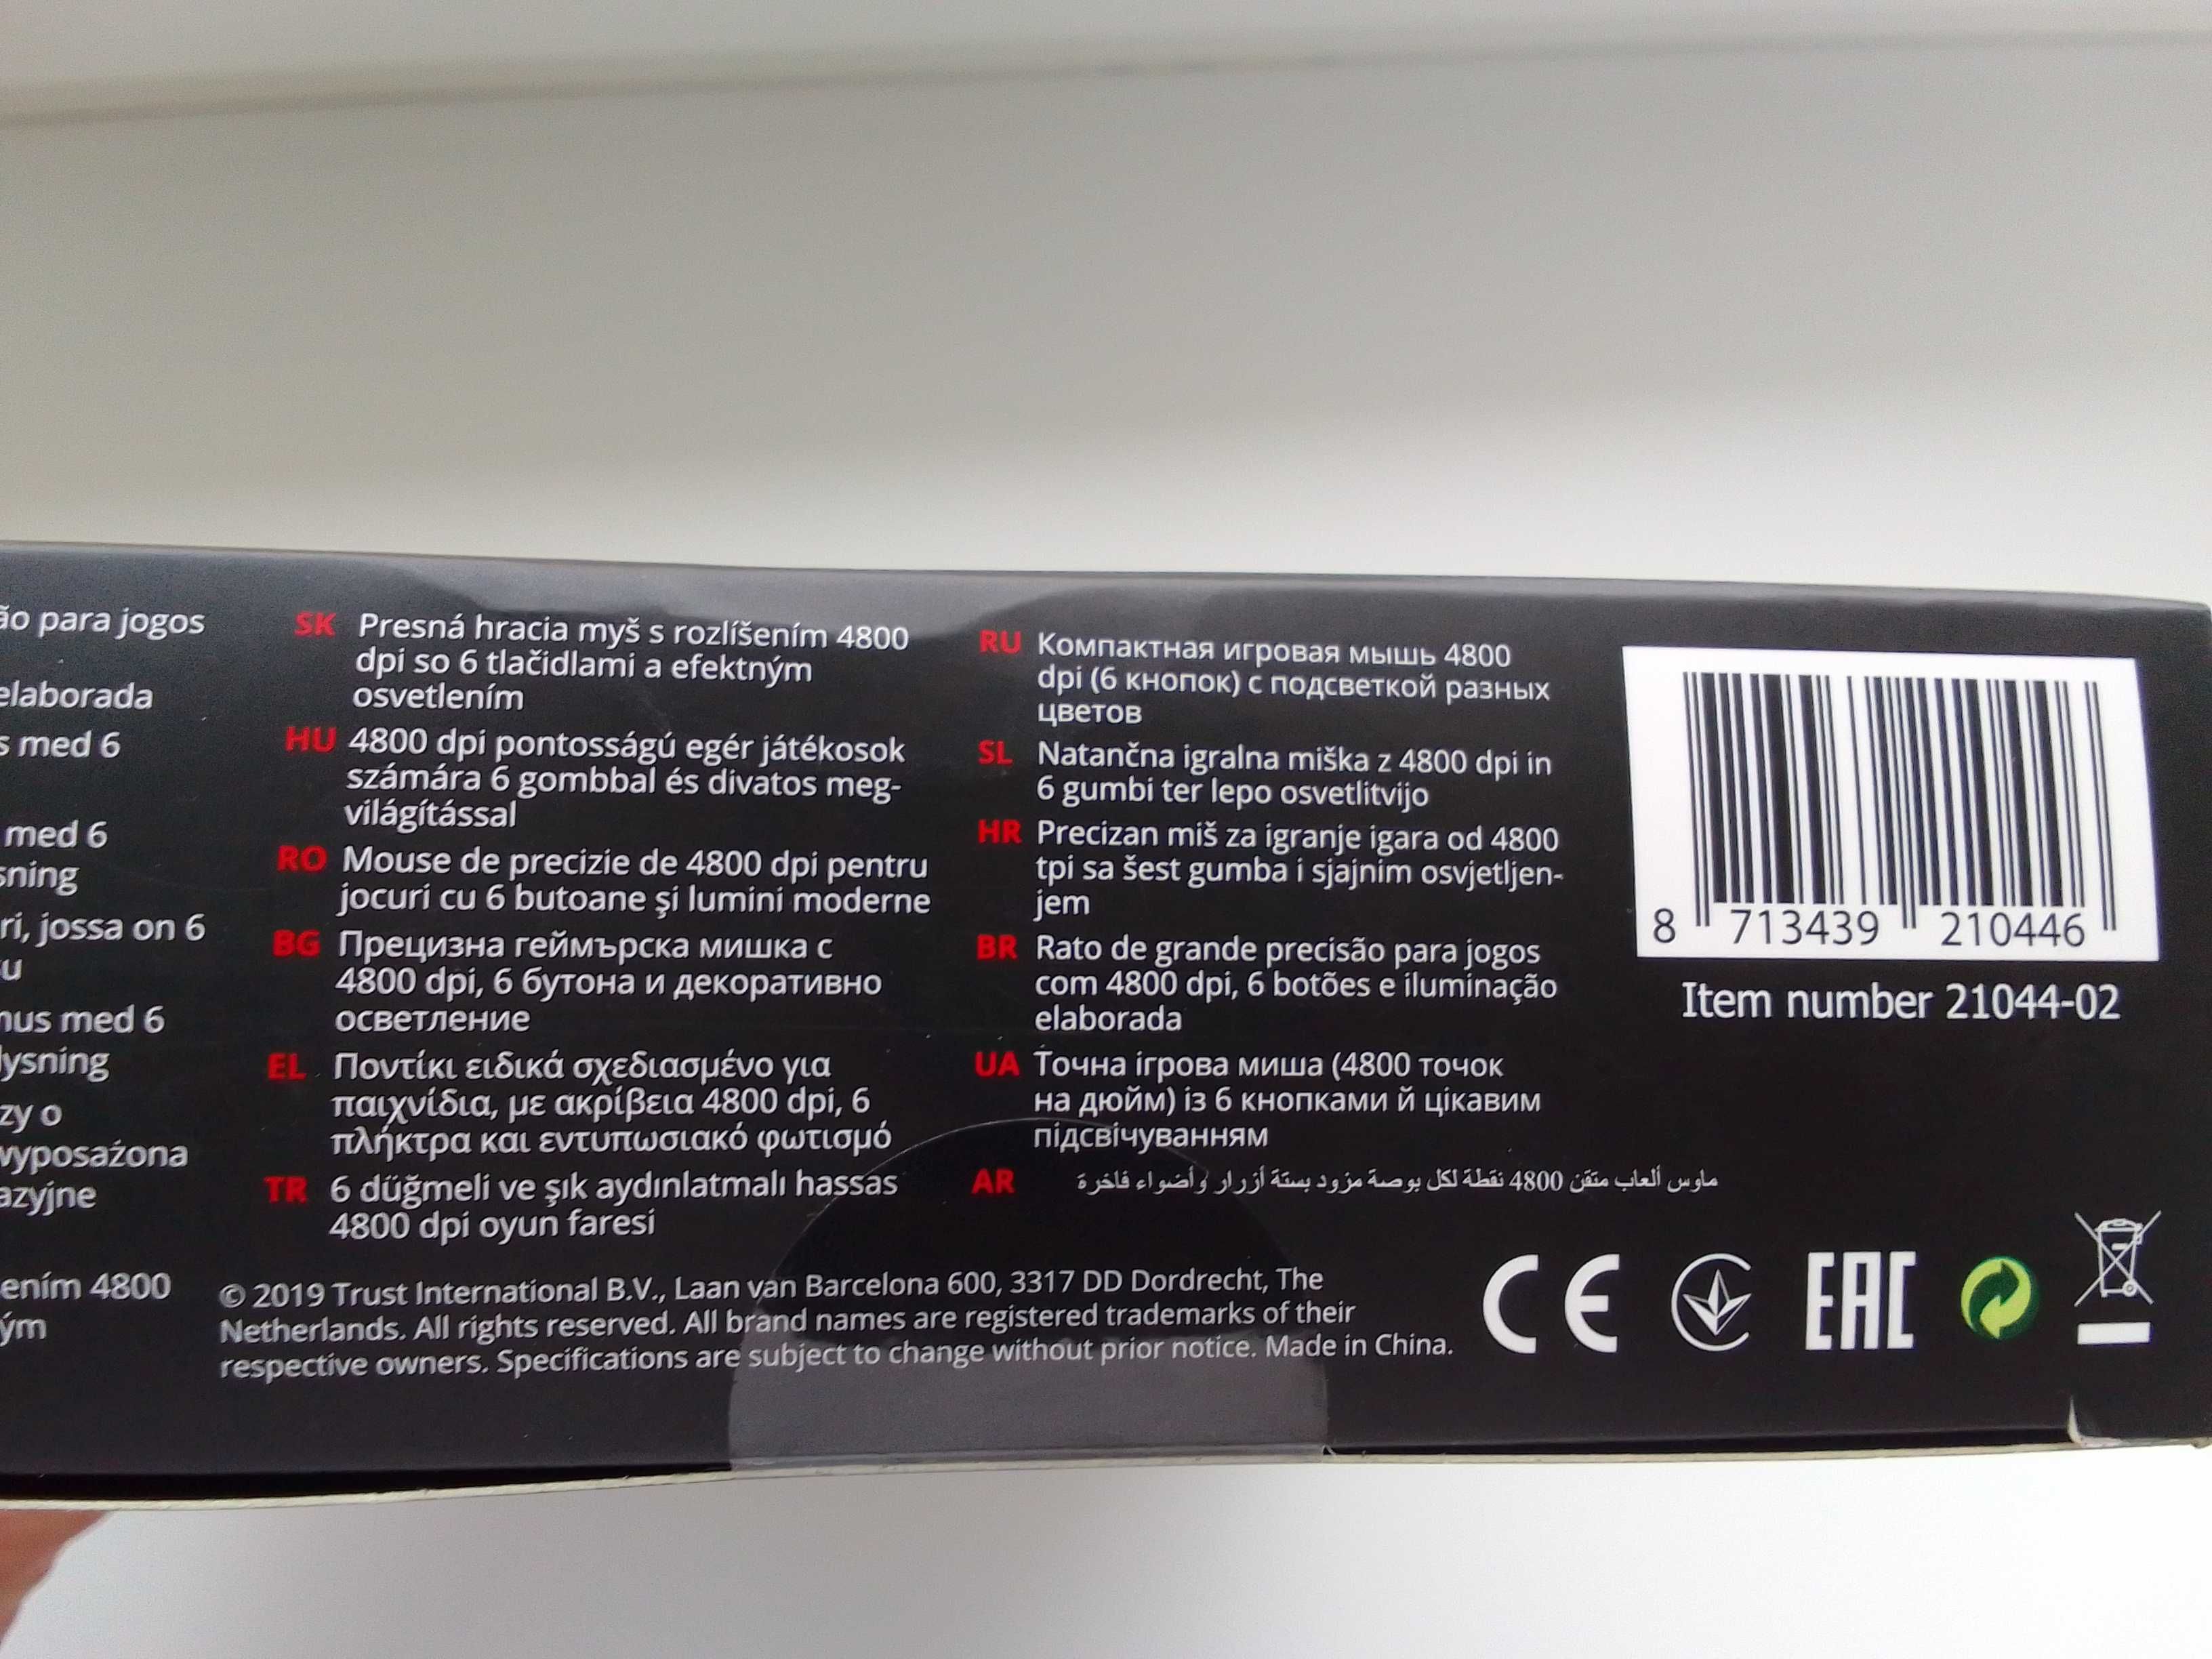 ão para jogos
elaborada
s med 6
med 6
sning
ri, jossa on 6
u
nus med 6
lysning
zy o
wyposażona
azyjne
ením 4800
ým
SK Presná hracia myš s rozlíšením 4800
dpi so 6 tlačidlami a efektným
osvetlením
HU 4800 dpi pontosságú egér játékosok
számára 6 gombbal és divatos meg-
világítással
RO Mouse de precizie de 4800 dpi pentru
jocuri cu 6 butoane și lumini moderne
BG Прецизна геймърска мишка с
4800 dpi, 6 бутона и декоративно
осветление
EL Ποντίκι ειδικά σχεδιασμένο για
παιχνίδια, με ακρίβεια 4800 dpi, 6
πλήκτρα και εντυπωσιακό φωτισμό
TR 6 düğmeli ve şık aydınlatmalı hassas
4800 dpi oyun faresi
RU Компактная игровая мышь 4800
dpi (6 кнопок) с подсветкой разных
цветов
SL Natančna igralna miška z 4800 dpi in
6 gumbi ter lepo osvetlitvijo
HR Precizan miš za igranje igara od 4800
tpi sa šest gumba i sjajnim osvjetljen-
jem
BR Rato de grande precisão para jogos
com 4800 dpi, 6 botões e iluminação
elaborada
UA Точна ігрова миша (4800 точок
на дюйм) із 6 кнопками й цікавим
підсвічуванням
AR ماوس ألعاب متقن 4800 نقطة لكل بوصة مزود بستة أزرار وأضواء فاخرة
8 713439 210446
Item number 21044-02
© 2019 Trust International B.V., Laan van Barcelona 600, 3317 DD Dordrecht, The
Netherlands. All rights reserved. All brand names are registered trademarks of their
respective owners. Specifications are subject to change without prior notice. Made in China.
CE
EAC